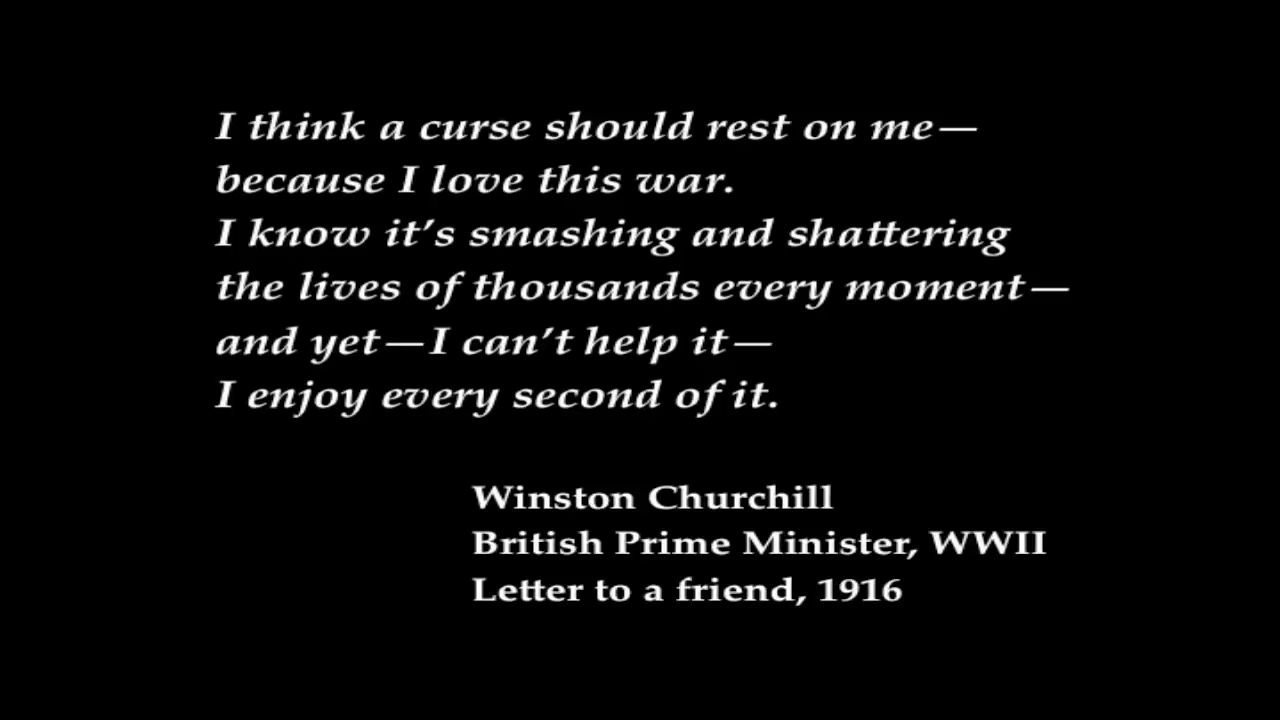 I think a curse should rest on me—
because I love this war.
I know it’s smashing and shattering
the lives of thousands every moment—
and yet—I can’t help it—
I enjoy every second of it.
Winston Churchill
British Prime Minister, WWII
Letter to a friend, 1916